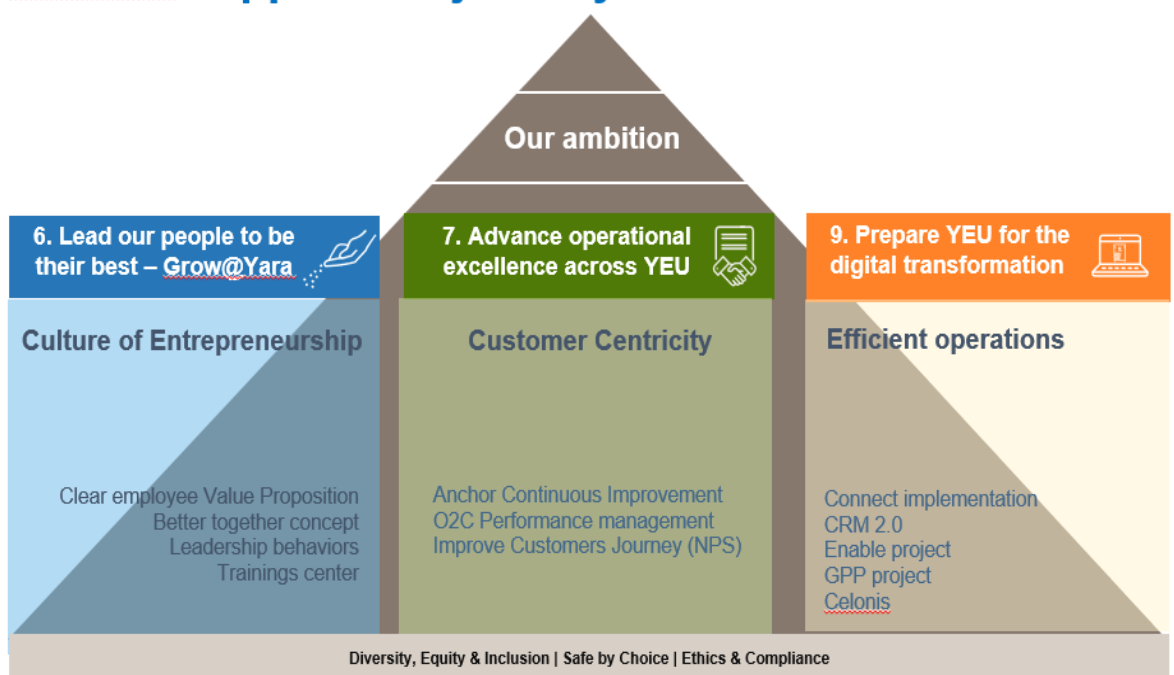 Our ambition
6. Lead our people to be
their best – Grow@Yara
7. Advance operational
excellence across YEU
9. Prepare YEU for the
digital transformation
Culture of Entrepreneurship
Clear employee Value Proposition
Better together concept
Leadership behaviors
Trainings center
Customer Centricity
Anchor Continuous Improvement
O2C Performance management
Improve Customers Journey (NPS)
Efficient operations
Connect implementation
CRM 2.0
Enable project
GPP project
Celonis
Diversity, Equity & Inclusion | Safe by Choice | Ethics & Compliance